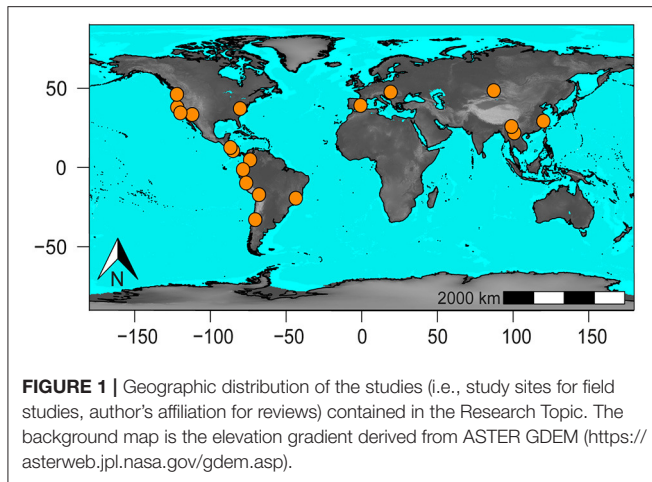 50
0
−50
N
2000 km
−150
−100
−50
0
50
100
150
FIGURE 1 | Geographic distribution of the studies (i.e., study sites for field
studies, author's affiliation for reviews) contained in the Research Topic. The
background map is the elevation gradient derived from ASTER GDEM (https://
asterweb.jpl.nasa.gov/gdem.asp).